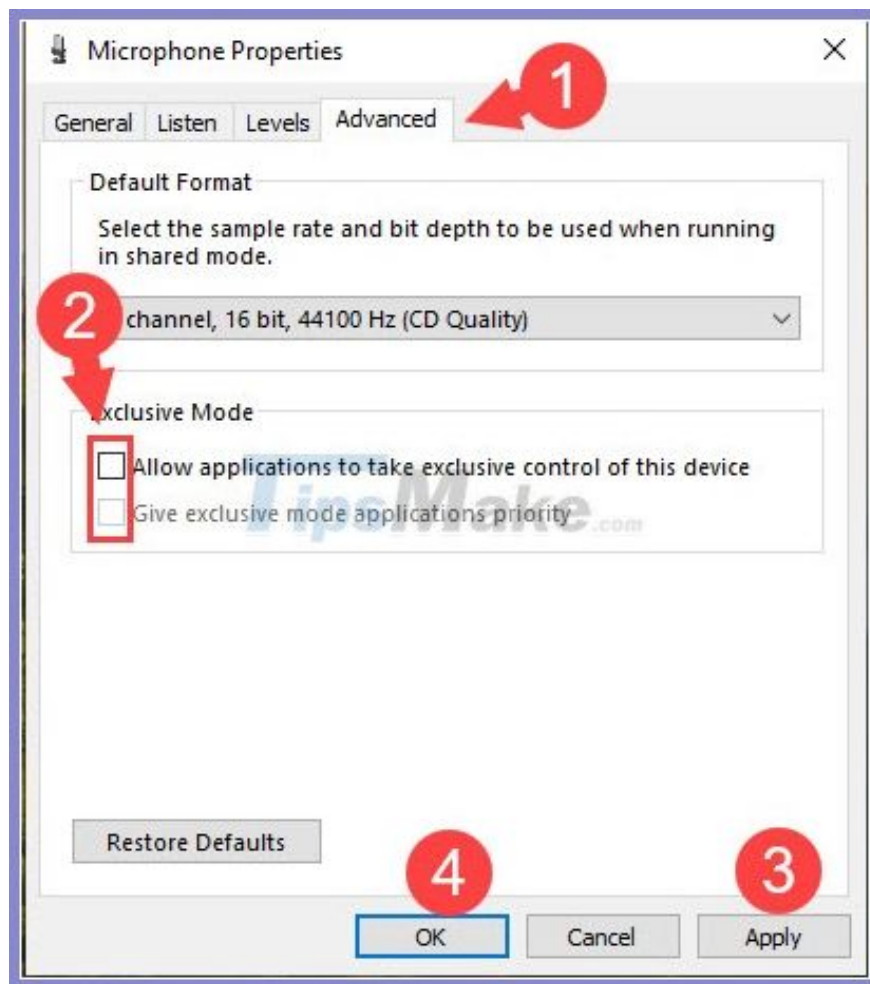 Microphone Properties
1
General Listen Levels Advanced
Default Format
Select the sample rate and bit depth to be used when running
in shared mode.
2
channel, 16 bit, 44100 Hz (CD Quality)
Exclusive Mode
Allow applications to take exclusive control of this device
Give exclusive mode applications priority
TipsMake.com
Restore Defaults
4
3
OK Cancel Apply